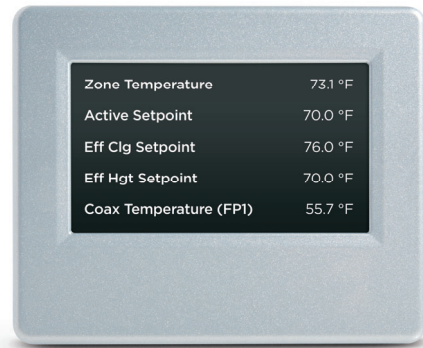 Zone Temperature 73.1 °F
Active Setpoint 70.0 °F
Eff Clg Setpoint 76.0 °F
Eff Hgt Setpoint 70.0 °F
Coax Temperature (FP1) 55.7 °F